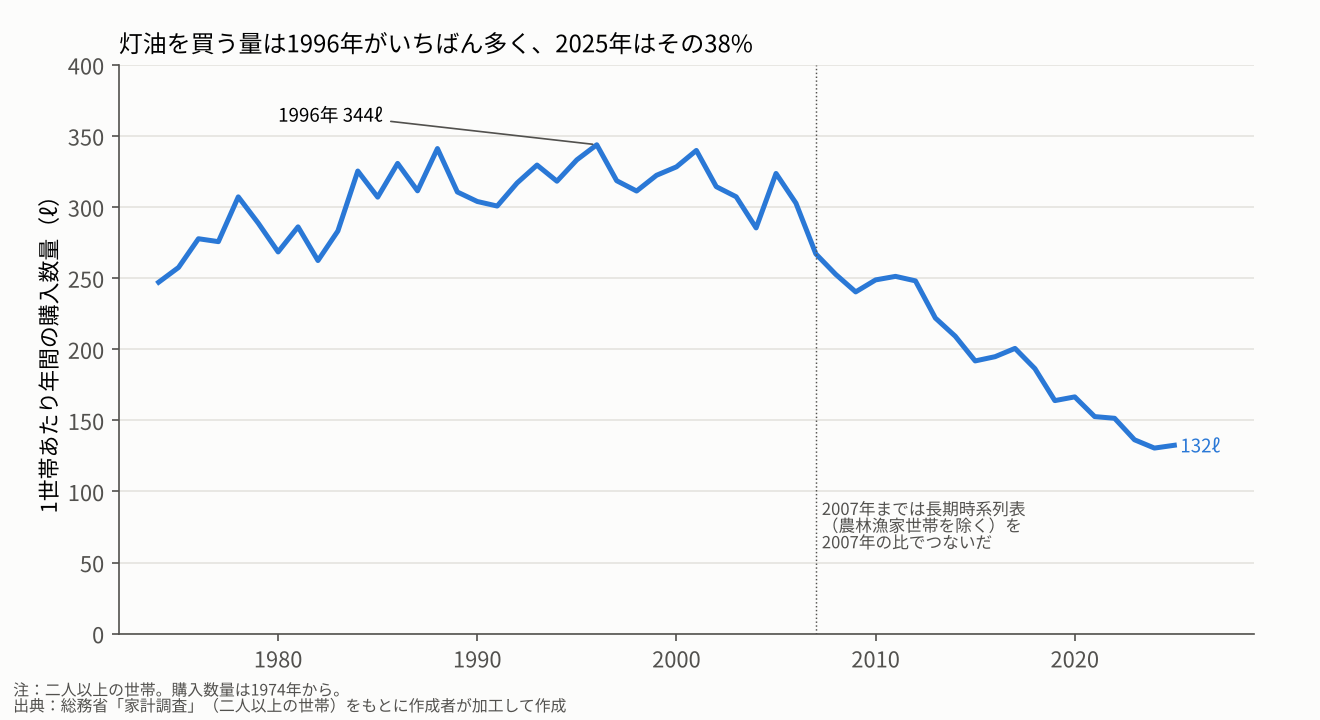 灯油を買う量は1996年がいちばん多く、2025年はその38%
1世帯あたり年間の購入数量（ℓ）
400
350
300
250
200
150
100
50
0
1996年 344ℓ
132ℓ
2007年までは長期時系列表
（農林漁家世帯を除く）を
2007年の比でつないだ
1980
1990
2000
2010
2020
注：二人以上の世帯。購入数量は1974年から。
出典：総務省「家計調査」（二人以上の世帯）をもとに作成者が加工して作成